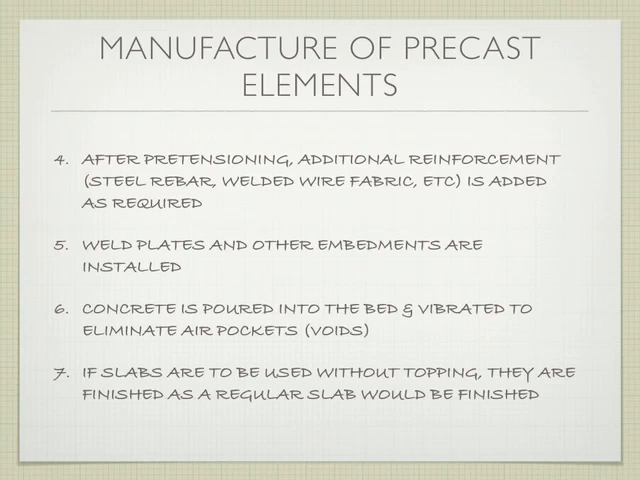 MANUFACTURE OF PRECAST
ELEMENTS
4. AFTER PRETENSIONING, ADDITIONAL REINFORCEMENT
(STEEL REBAR, WELDED WIRE FABRIC, ETC) IS ADDED
AS REQUIRED
5. WELD PLATES AND OTHER EMBEDMENTS ARE
INSTALLED
6. CONCRETE IS POURED INTO THE BED & VIBRATED TO
ELIMINATE AIR POCKETS (VOIDS)
7. IF SLABS ARE TO BE USED WITHOUT TOPPING, THEY ARE
FINISHED AS A REGULAR SLAB WOULD BE FINISHED